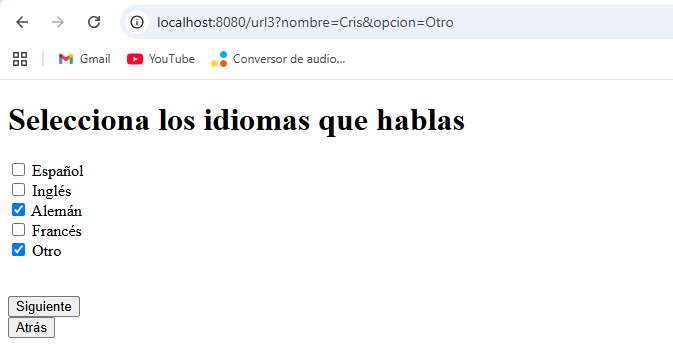 localhost:8080/url3?nombre=Cris&opcion=Otro
Gmail YouTube Conversor de audio...
Selecciona los idiomas que hablas
Español
Inglés
Alemán
Francés
Otro
Siguiente
Atrás